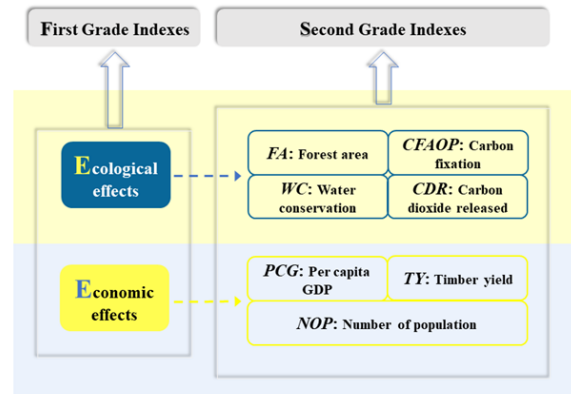 First Grade Indexes
Second Grade Indexes
Ecological
effects
FA: Forest area
CFAOP: Carbon
fixation
WC: Water
conservation
CDR: Carbon
dioxide released
Economic
effects
PCG: Per capita
GDP
TY: Timber yield
NOP: Number of population